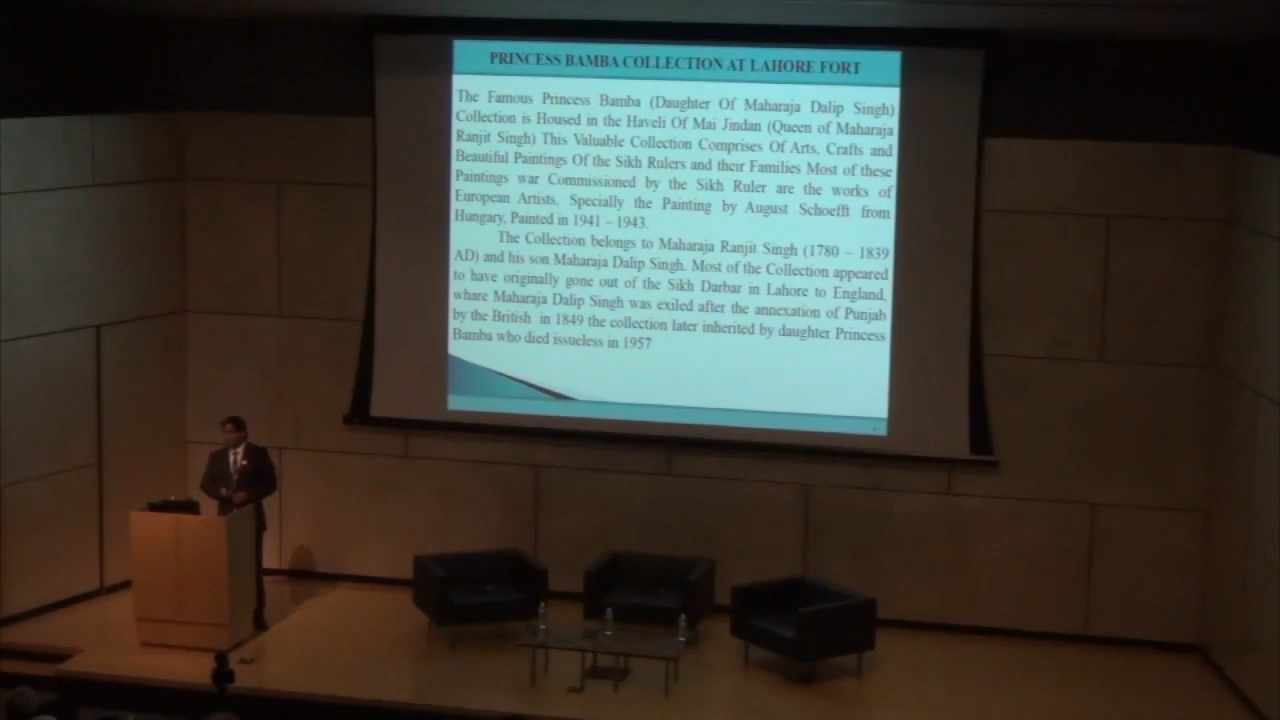 PRINCESS BAMBA COLLECTION AT LAHORE FORT
The Famous Princess Bamba (Daughter Of Maharaja Dalip Singh)
Collection is Housed in the Haveli Of Mai Jindan (Queen of Maharaja
Ranjit Singh) This Valuable Collection Comprises Of Arts, Crafts and
Beautiful Paintings Of the Sikh Rulers and their Families Most of these
Paintings war Commissioned by the Sikh Ruler are the works of
European Artists, Specially the Painting by August Schoefft from
Hungary, Painted in 1941 – 1943.
The Collection belongs to Maharaja Ranjit Singh (1780 – 1839
AD) and his son Maharaja Dalip Singh. Most of the Collection appeared
to have originally gone out of the Sikh Darbar in Lahore to England,
whare Maharaja Dalip Singh was exiled after the annexation of Punjab
by the British in 1849 the collection later inherited by daughter Princess
Bamba who died issueless in 1957